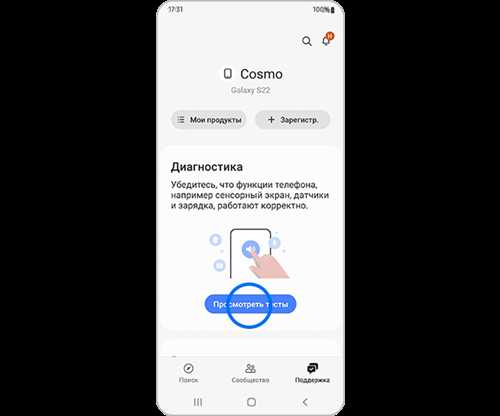 17:31
100%
N
Cosmo
Galaxy S22
Мои продукты
+ Зарегистр.
Диагностика
Убедитесь, что функции телефона,
например сенсорный экран, датчики
и зарядка, работают корректно.
Просмотреть тесты
Поиск
Сообщество
Поддержка